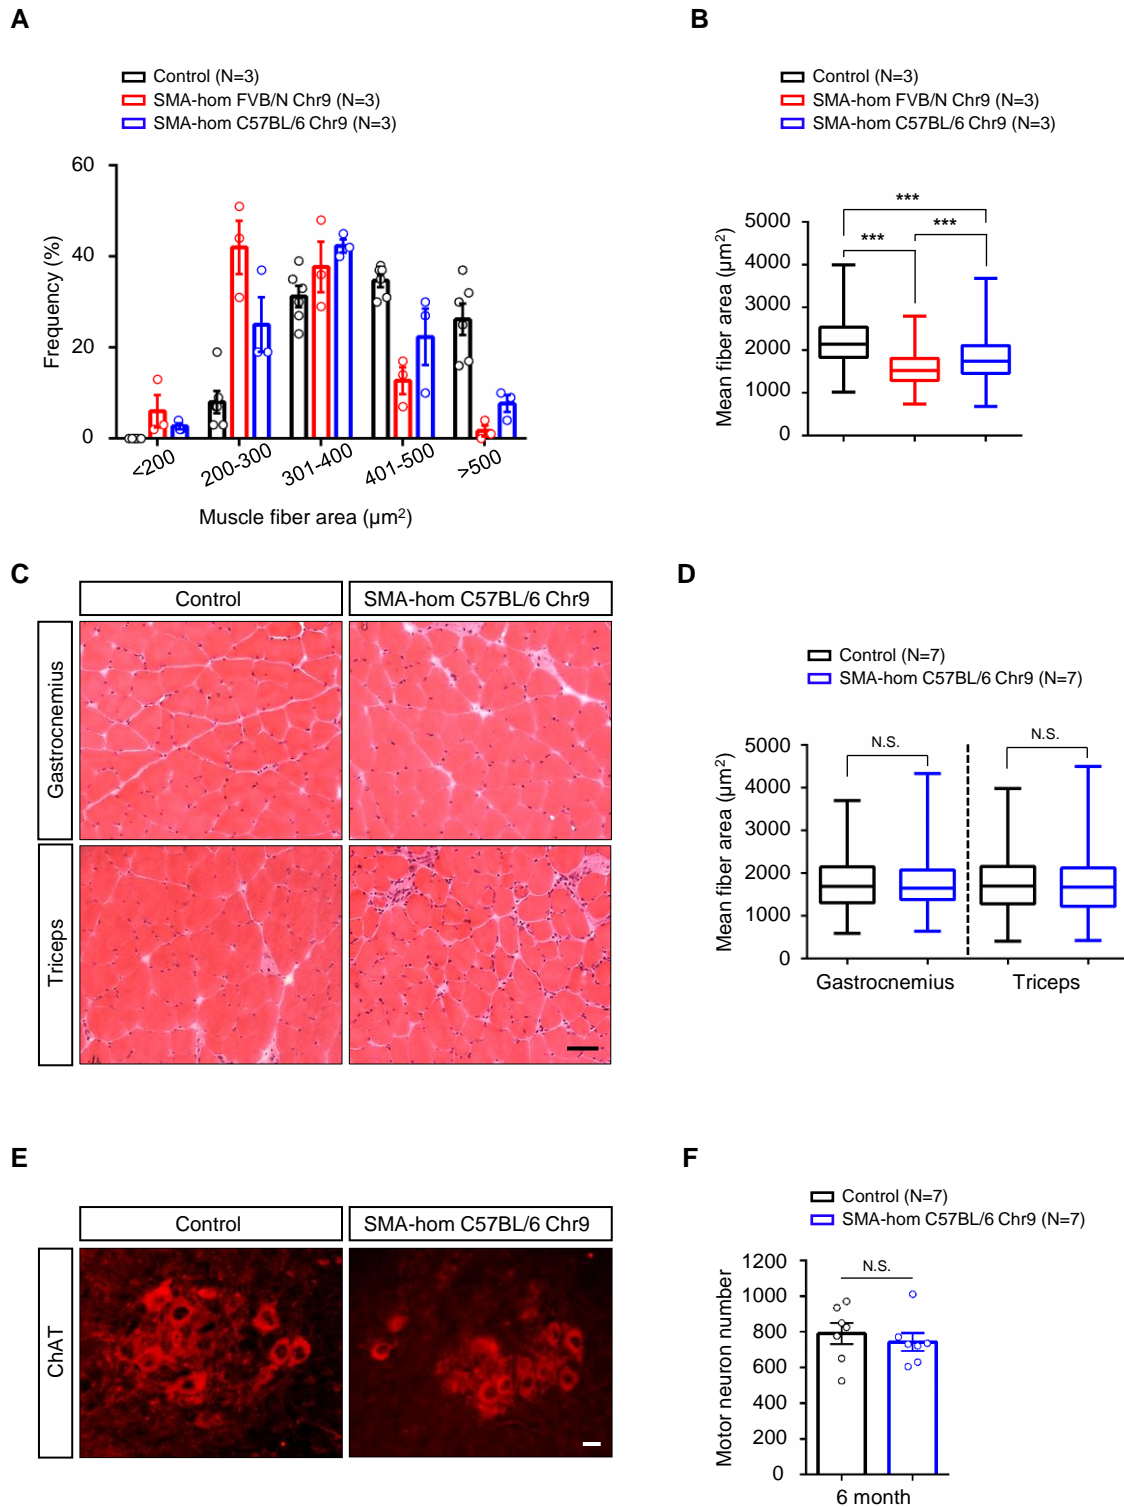 A
Control (N=3)
SMA-hom FVB/N Chr9 (N=3)
SMA-hom C57BL/6 Chr9 (N=3)
60
40
20
0
Frequency (%)
<200
200-300
301-400
401-500
>500
Muscle fiber area (µm²)
B
Control (N=3)
SMA-hom FVB/N Chr9 (N=3)
SMA-hom C57BL/6 Chr9 (N=3)
***
***
***
5000
4000
3000
2000
1000
0
Mean fiber area (µm²)
C
Control
SMA-hom C57BL/6 Chr9
Gastrocnemius
Triceps
D
Control (N=7)
SMA-hom C57BL/6 Chr9 (N=7)
N.S.
N.S.
5000
4000
3000
2000
1000
0
Mean fiber area (µm²)
Gastrocnemius
Triceps
E
Control
SMA-hom C57BL/6 Chr9
ChAT
F
Control (N=7)
SMA-hom C57BL/6 Chr9 (N=7)
N.S.
1200
1000
800
600
400
200
0
Motor neuron number
6 month